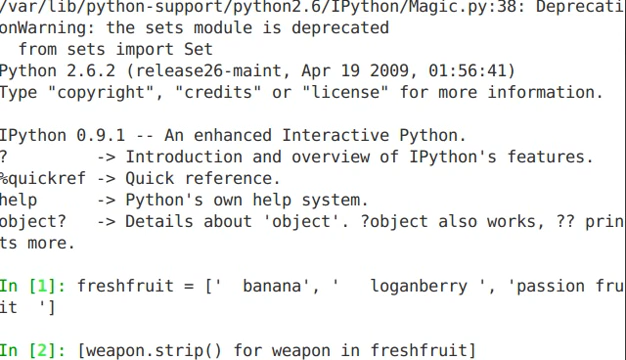 /var/lib/python-support/python2.6/IPython/Magic.py:38: Deprecati
onWarning: the sets module is deprecated
  from sets import Set
Python 2.6.2 (release26-maint, Apr 19 2009, 01:56:41)
Type "copyright", "credits" or "license" for more information.

IPython 0.9.1 -- An enhanced Interactive Python.
?         -> Introduction and overview of IPython's features.
%quickref -> Quick reference.
help      -> Python's own help system.
object?   -> Details about 'object'. ?object also works, ?? prin
ts more.

In [1]: freshfruit = ['  banana', '   loganberry ', 'passion fru
it  ']

In [2]: [weapon.strip() for weapon in freshfruit]